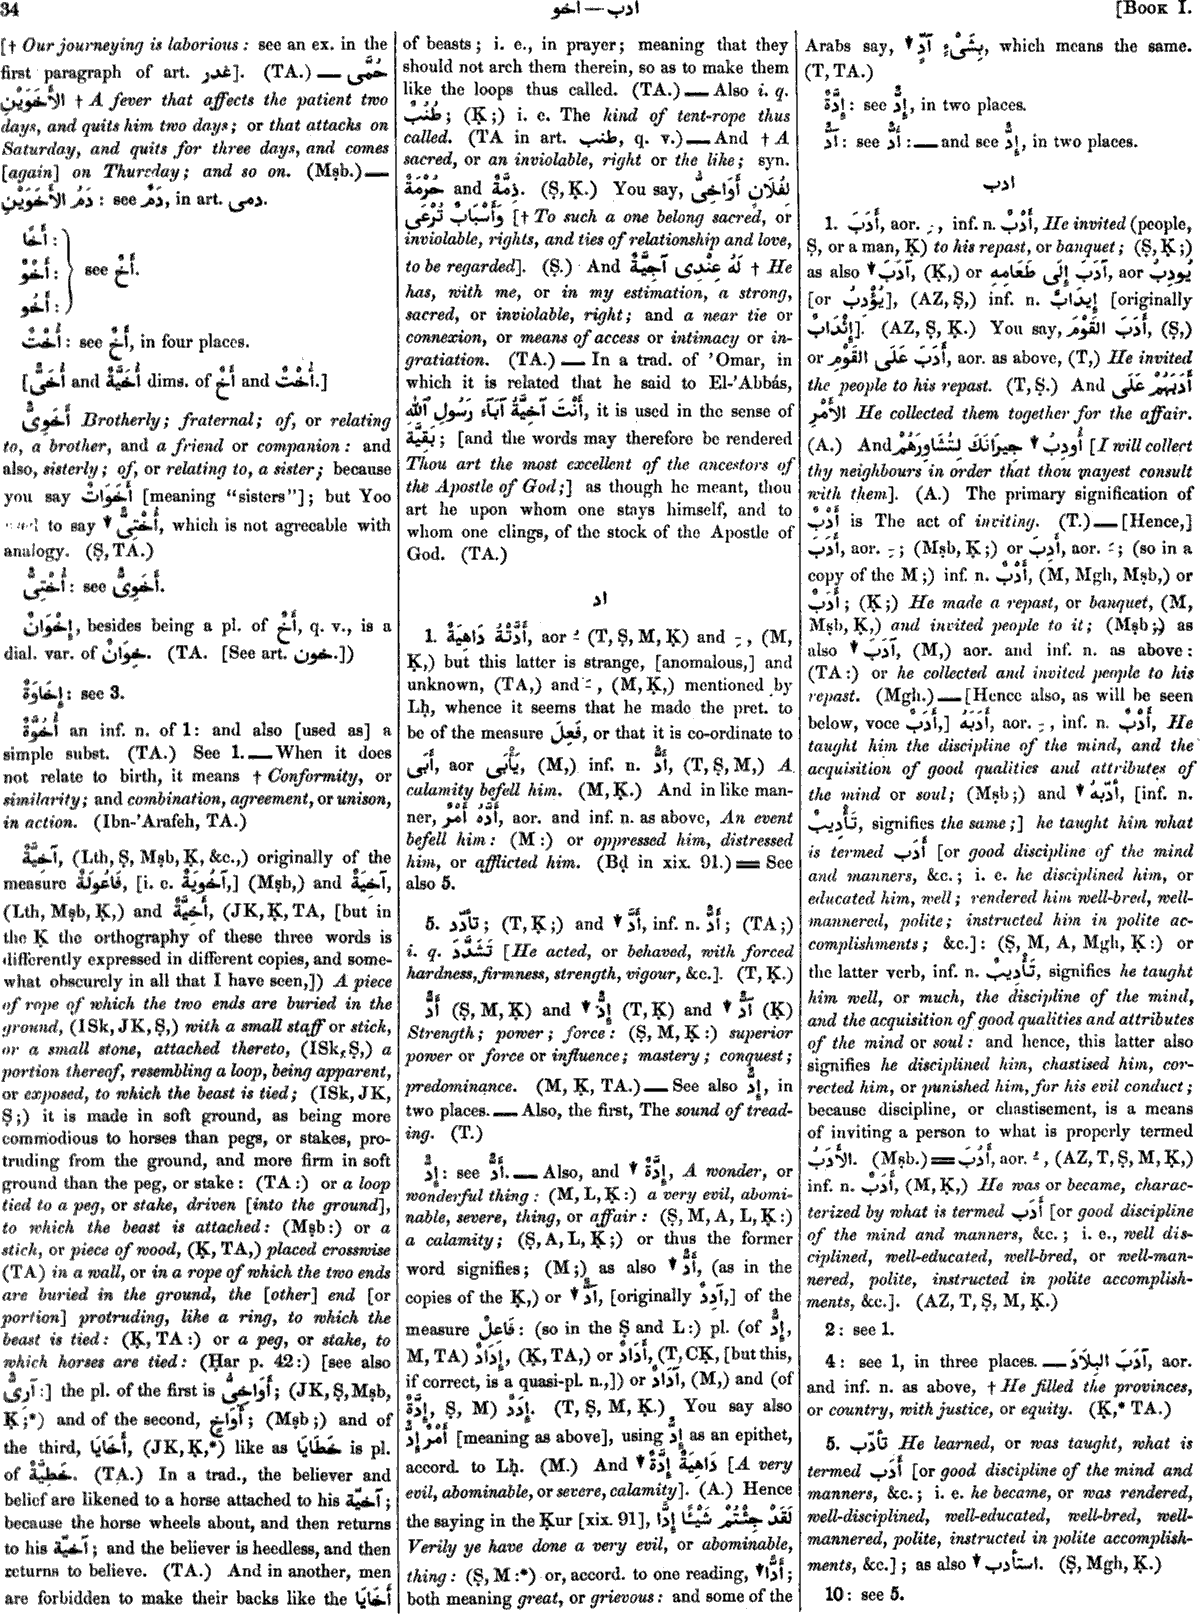 34
اخو — ادب
[Book I.
[† Our journeying is laborious : see an ex. in the
first paragraph of art. غدر]. (TA.) — حُمَّى
الأَخَوَيْنِ † A fever that affects the patient two
days, and quits him two days ; or that attacks on
Saturday, and quits for three days, and comes
[again] on Thursday ; and so on. (Mṣb.) —
دَمُ الأَخَوَيْنِ : see دَمٌ, in art. دمى.
أَخًا :
أَخْوٌ : see أَخٌ.
أَخُو :
أُخْتٌ : see أَخٌ, in four places.
[أُخَىٌّ and أُخَيَّةٌ dims. of أَخٌ and أُخْتٌ.]
أَخَوِىٌّ Brotherly ; fraternal ; of, or relating
to, a brother, and a friend or companion : and
also, sisterly ; of, or relating to, a sister ; because
you say أَخَوَاتٌ [meaning “sisters”] ; but Yoo
to say ▼ أُخْتِىٌّ, which is not agreeable with
analogy. (Ṣ, TA.)
أُخْتِىٌّ : see أَخَوِىٌّ.
إِخْوَانٌ, besides being a pl. of أَخٌ, q. v., is a
dial. var. of خِوَانٌ. (TA. [See art. خون.])
إِخَاوَةٌ : see 3.
أُخُوَّةٌ an inf. n. of 1 : and also [used as] a
simple subst. (TA.) See 1. — When it does
not relate to birth, it means † Conformity, or
similarity ; and combination, agreement, or unison,
in action. (Ibn-’Arafeh, TA.)
آخِيَّةٌ, (Lth, Ṣ, Mṣb, Ḳ, &c.,) originally of the
measure فَاعُولَةٌ, [i. e. آخُويَةٌ,] (Mṣb,) and آخِيَةٌ,
(Lth, Mṣb, Ḳ,) and أَخِيَّةٌ, (JK, Ḳ, TA, [but in
the Ḳ the orthography of these three words is
differently expressed in different copies, and some-
what obscurely in all that I have seen,]) A piece
of rope of which the two ends are buried in the
ground, (ISk, JK, Ṣ,) with a small staff or stick,
or a small stone, attached thereto, (ISk, Ṣ,) a
portion thereof, resembling a loop, being apparent,
or exposed, to which the beast is tied ; (ISk, JK,
Ṣ ;) it is made in soft ground, as being more
commodious to horses than pegs, or stakes, pro-
truding from the ground, and more firm in soft
ground than the peg, or stake : (TA :) or a loop
tied to a peg, or stake, driven [into the ground],
to which the beast is attached : (Mṣb :) or a
stick, or piece of wood, (Ḳ, TA,) placed crosswise
(TA) in a wall, or in a rope of which the two ends
are buried in the ground, the [other] end [or
portion] protruding, like a ring, to which the
beast is tied : (Ḳ, TA :) or a peg, or stake, to
which horses are tied : (Ḥar p. 42 :) [see also
آرِىٌّ :] the pl. of the first is أَوَاخِىُّ ; (JK, Ṣ, Mṣb,
Ḳ ;*) and of the second, أَوَاخٍ ; (Mṣb ;) and of
the third, أَخَايَا, (JK, Ḳ,*) like as خَطَايَا is pl.
of خَطِيَّةٌ. (TA.) In a trad., the believer and
belief are likened to a horse attached to his آخِيَّة ;
because the horse wheels about, and then returns
to his آخيّة ; and the believer is heedless, and then
returns to believe. (TA.) And in another, men
are forbidden to make their backs like the أَخَايَا
of beasts ; i. e., in prayer ; meaning that they
should not arch them therein, so as to make them
like the loops thus called. (TA.) — Also i. q.
طُنُبٌ ; (Ḳ ;) i. e. The kind of tent-rope thus
called. (TA in art. طنب, q. v.) — And † A
sacred, or an inviolable, right or the like ; syn.
حُرْمَةٌ and ذِمَّةٌ. (Ṣ, Ḳ.) You say, لِفُلَانٍ أَوَاخِىُّ
وَأَسْبَابٌ تُرْعَى [† To such a one belong sacred, or
inviolable, rights, and ties of relationship and love,
to be regarded]. (Ṣ.) And لَهُ عِنْدِى آخِيَّةٌ † He
has, with me, or in my estimation, a strong,
sacred, or inviolable, right ; and a near tie or
connexion, or means of access or intimacy or in-
gratiation. (TA.) — In a trad. of ’Omar, in
which it is related that he said to El-’Abbás,
أَنْتَ آخِيَّةُ آبَآءِ رَسُولِ ٱللّٰهِ, it is used in the sense of
بَقِيَّة ; [and the words may therefore be rendered
Thou art the most excellent of the ancestors of
the Apostle of God ;] as though he meant, thou
art he upon whom one stays himself, and to
whom one clings, of the stock of the Apostle of
God. (TA.)
اد
1. أَدَّتْهُ دَاهِيَةٌ, aor ُ (T, Ṣ, M, Ḳ) and ِ , (M,
Ḳ,) but this latter is strange, [anomalous,] and
unknown, (TA,) and َ , (M, Ḳ,) mentioned by
Lḥ, whence it seems that he made the pret. to
be of the measure فَعِلَ, or that it is co-ordinate to
أَبَى, aor يَأْبَى, (M,) inf. n. أَدٌّ, (T, Ṣ, M,) A
calamity befell him. (M, Ḳ.) And in like man-
ner, أَدَّهُ أَمْرٌ, aor. and inf. n. as above, An event
befell him : (M :) or oppressed him, distressed
him, or afflicted him. (Bḍ in xix. 91.) = See
also 5.
5. تأدّد ; (T, Ḳ ;) and ▼ أَدَّ, inf. n. أَدٌّ ; (TA ;)
i. q. تَشَدَّدَ [He acted, or behaved, with forced
hardness, firmness, strength, vigour, &c.]. (T, Ḳ.)
أَدٌّ (Ṣ, M, Ḳ) and ▼ إِدٌّ (T, Ḳ) and ▼ آدٌّ (Ḳ)
Strength ; power ; force : (Ṣ, M, Ḳ :) superior
power or force or influence ; mastery ; conquest ;
predominance. (M, Ḳ, TA.) — See also إِدٌّ, in
two places. — Also, the first, The sound of tread-
ing. (T.)
إِدٌّ : see أَدٌّ. — Also, and ▼ إِدَّةٌ, A wonder, or
wonderful thing : (M, L, Ḳ :) a very evil, abomi-
nable, severe, thing, or affair : (Ṣ, M, A, L, Ḳ :)
a calamity ; (Ṣ, A, L, Ḳ ;) or thus the former
word signifies ; (M ;) as also ▼ أَدٌّ, (as in the
copies of the Ḳ,) or ▼ آدٌّ, [originally آدِدٌ,] of the
measure فَاعِلٌ : (so in the Ṣ and L :) pl. (of إِدٌّ,
M, TA) إِدَادٌ, (Ḳ, TA,) or أَدَادٌ, (T, CḲ, [but this,
if correct, is a quasi-pl. n.,]) or آدَادٌ, (M,) and (of
إِدَّةٌ, Ṣ, M) إِدَدٌ. (T, Ṣ, M, Ḳ.) You say also
أَمْرٌ إِدٌّ [meaning as above], using إِدّ as an epithet,
accord. to Lḥ. (M.) And ▼ دَاهِيَةٌ إِدَّةٌ [A very
evil, abominable, or severe, calamity]. (A.) Hence
the saying in the Ḳur [xix. 91], لَقَدْ جِئْتُمْ شَيْئًا إِدًّا
Verily ye have done a very evil, or abominable,
thing : (Ṣ, M :*) or, accord. to one reading, ▼ أَدًّا ;
both meaning great, or grievous : and some of the
Arabs say, ▼ بِشَىْءٍ آدٍّ, which means the same.
(T, TA.)
إِدَّةٌ : see إِدٌّ, in two places.
آدٌّ : see أَدٌّ : — and see إِدٌّ, in two places.
ادب
1. أَدَبَ, aor. ِ , inf. n. أَدْبٌ, He invited (people,
Ṣ, or a man, Ḳ) to his repast, or banquet ; (Ṣ, Ḳ ;)
as also ▼ آدَبَ, (Ḳ,) or آدَبَ إِلَى طَعَامِهِ, aor يُودِبُ
[or يُؤْدِبُ], (AZ, Ṣ,) inf. n. إِيدَابٌ [originally
إِئْدَابٌ]. (AZ, Ṣ, Ḳ.) You say, أَدَبَ القَوْمَ, (Ṣ,)
or أَدَبَ عَلَى القَوْمِ, aor. as above, (T,) He invited
the people to his repast. (T, Ṣ.) And أَدَبَهُمْ عَلَى
الأَمْرِ He collected them together for the affair.
(A.) And أُودِبُ ▼ جِيرَانَكَ لِتُشَاوِرَهُمْ [I will collect
thy neighbours in order that thou mayest consult
with them]. (A.) The primary signification of
أَدْبٌ is The act of inviting. (T.) — [Hence,]
أَدَبَ, aor. ِ ; (Mṣb, Ḳ ;) or أَدِبَ, aor. َ ; (so in a
copy of the M ;) inf. n. أَدْبٌ, (M, Mgh, Mṣb,) or
أَدَبٌ ; (Ḳ ;) He made a repast, or banquet, (M,
Mṣb, Ḳ,) and invited people to it ; (Mṣb ;) as
also ▼ آدَبَ, (M,) aor. and inf. n. as above :
(TA :) or he collected and invited people to his
repast. (Mgh.) — [Hence also, as will be seen
below, voce أَدَبٌ,] أَدَبَهُ, aor. ِ , inf. n. أَدْبٌ, He
taught him the discipline of the mind, and the
acquisition of good qualities and attributes of
the mind or soul ; (Mṣb ;) and ▼ أدّبهُ, [inf. n.
تَأْدِيبٌ, signifies the same ;] he taught him what
is termed أَدَب [or good discipline of the mind
and manners, &c. ; i. e. he disciplined him, or
educated him, well ; rendered him well-bred, well-
mannered, polite ; instructed him in polite ac-
complishments ; &c.] : (Ṣ, M, A, Mgh, Ḳ :) or
the latter verb, inf. n. تَأْدِيبٌ, signifies he taught
him well, or much, the discipline of the mind,
and the acquisition of good qualities and attributes
of the mind or soul : and hence, this latter also
signifies he disciplined him, chastised him, cor-
rected him, or punished him, for his evil conduct ;
because discipline, or chastisement, is a means
of inviting a person to what is properly termed
الأَدَبُ. (Mṣb.) = أَدُبَ, aor. ُ , (AZ, T, Ṣ, M, Ḳ,)
inf. n. أَدَبٌ, (M, Ḳ,) He was or became, charac-
terized by what is termed أَدَب [or good discipline
of the mind and manners, &c. ; i. e., well dis-
ciplined, well-educated, well-bred, or well-man-
nered, polite, instructed in polite accomplish-
ments, &c.]. (AZ, T, Ṣ, M, Ḳ.)
2 : see 1.
4 : see 1, in three places. — آدَبَ البِلَادَ, aor.
and inf. n. as above, † He filled the provinces,
or country, with justice, or equity. (Ḳ,* TA.)
5. تأدّب He learned, or was taught, what is
termed أَدَب [or good discipline of the mind and
manners, &c. ; i. e. he became, or was rendered,
well-disciplined, well-educated, well-bred, well-
mannered, polite, instructed in polite accomplish-
ments, &c.] ; as also ▼ استأدب. (Ṣ, Mgh, Ḳ.)
10 : see 5.